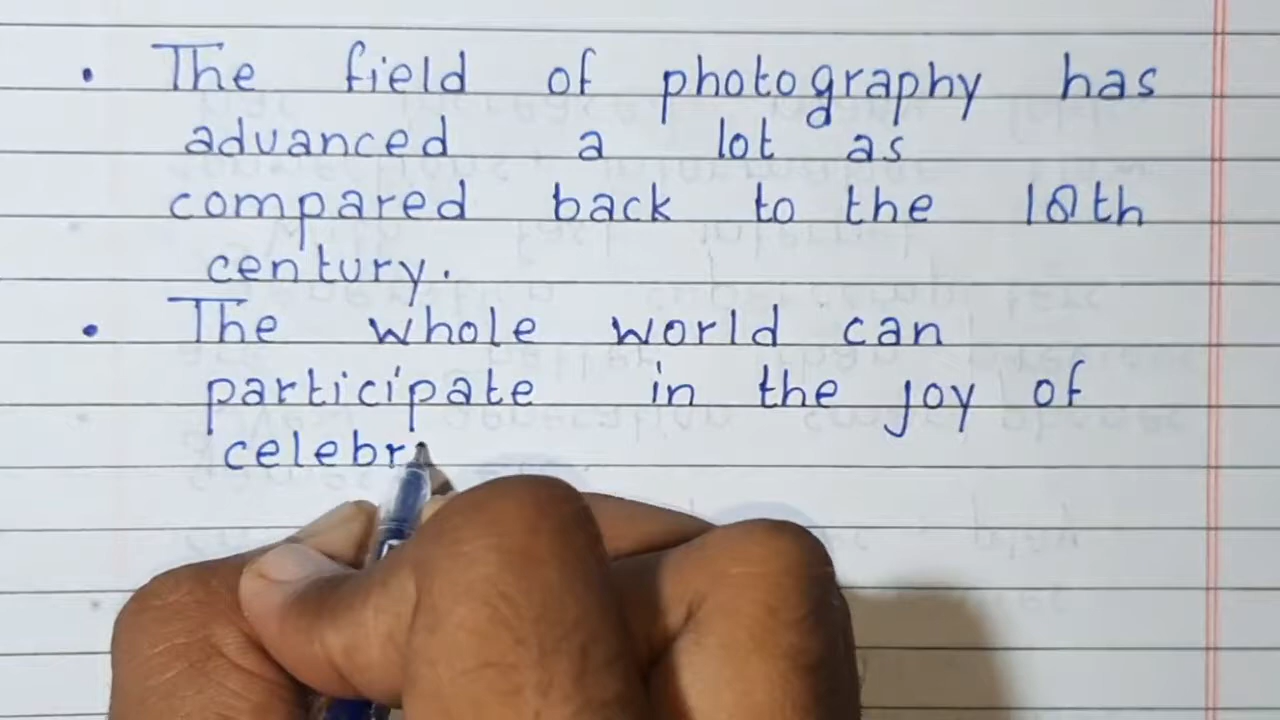 • The field of photography has
advanced a lot as
compared back to the 18th
century.
• The whole world can
participate in the joy of
celebr